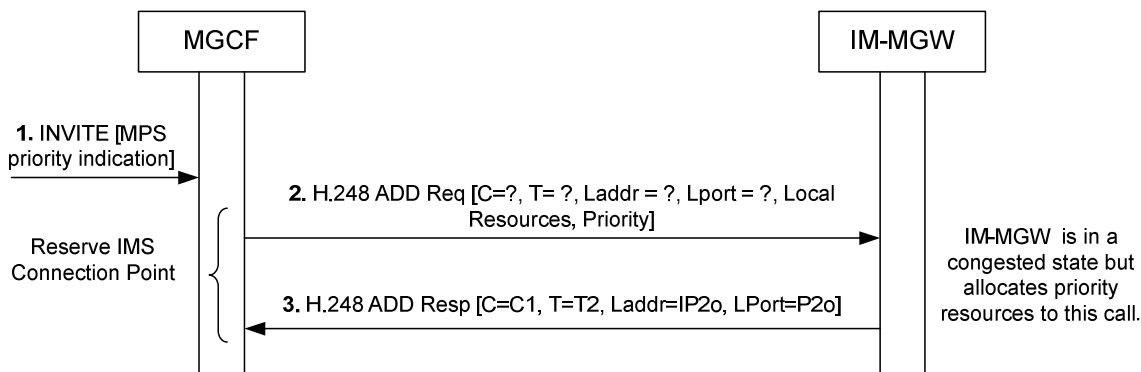 MGCF
IM-MGW
1. INVITE [MPS
priority indication]
2. H.248 ADD Req [C=?, T= ?, Laddr = ?, Lport = ?, Local
Resources, Priority]
Reserve IMS
Connection Point
IM-MGW is in a
congested state but
allocates priority
resources to this call.
3. H.248 ADD Resp [C=C1, T=T2, Laddr=IP2o, LPort=P2o]